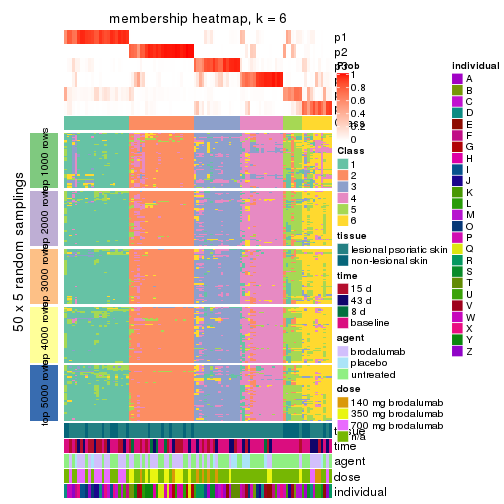 membership heatmap, k = 6
p1
p2
p3
Prob
1
0.8
0.6
0.4
0.2
0
Class
1
2
3
4
5
6
tissue
lesional psoriatic skin
non-lesional skin
time
15 d
43 d
8 d
baseline
agent
brodalumab
placebo
untreated
dose
140 mg brodalumab
350 mg brodalumab
700 mg brodalumab
n/a
individual
A
B
C
D
E
F
G
H
I
J
K
L
M
O
P
Q
R
S
T
U
V
W
X
Y
Z
50 x 5 random samplings
top 1000 rows
top 2000 rows
top 3000 rows
top 4000 rows
top 5000 rows
tissue
time
agent
dose
individual